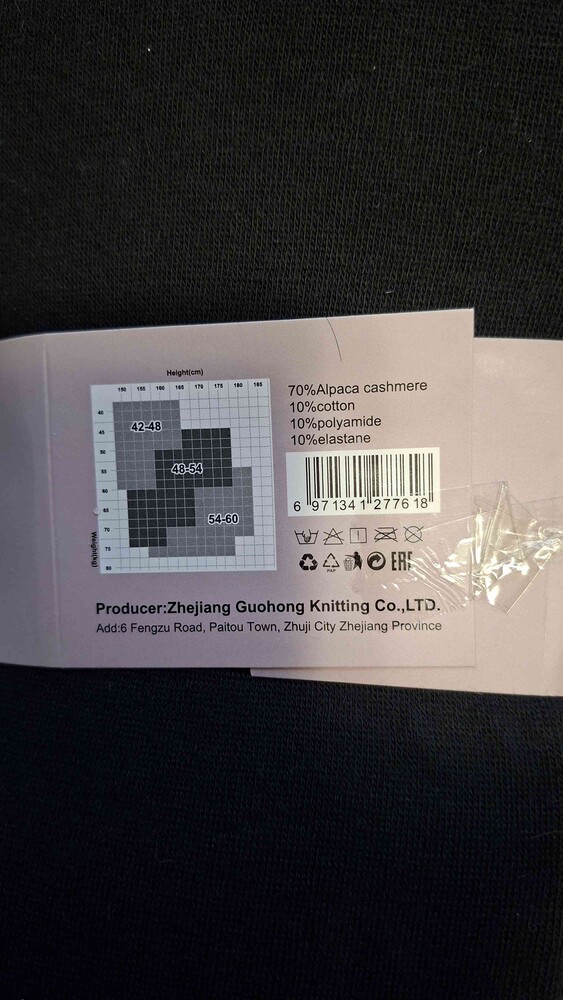 Height(cm)
150 155 160 165 170 175 180 185
40
45
50
55
60
65
70
75
80
Weight(kg)
42-48
48-54
54-60
70%Alpaca cashmere
10%cotton
10%polyamide
10%elastane
6 971341 277618
PAP
EAC
Producer:Zhejiang Guohong Knitting Co.,LTD.
Add:6 Fengzu Road, Paitou Town, Zhuji City Zhejiang Province